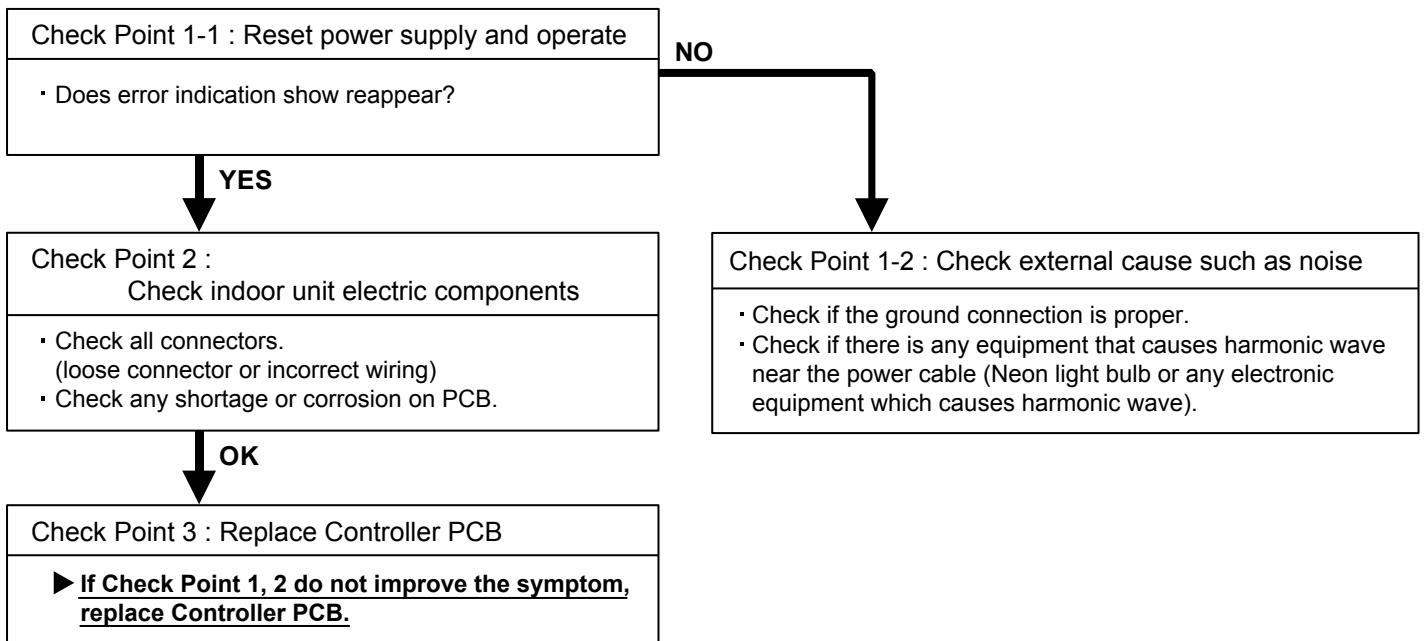 Check Point 1-1 : Reset power supply and operate
・Does error indication show reappear?
NO
YES
Check Point 2 :
Check indoor unit electric components
・Check all connectors.
(loose connector or incorrect wiring)
・Check any shortage or corrosion on PCB.
Check Point 1-2 : Check external cause such as noise
・Check if the ground connection is proper.
・Check if there is any equipment that causes harmonic wave
near the power cable (Neon light bulb or any electronic
equipment which causes harmonic wave).
OK
Check Point 3 : Replace Controller PCB
▶ If Check Point 1, 2 do not improve the symptom,
replace Controller PCB.